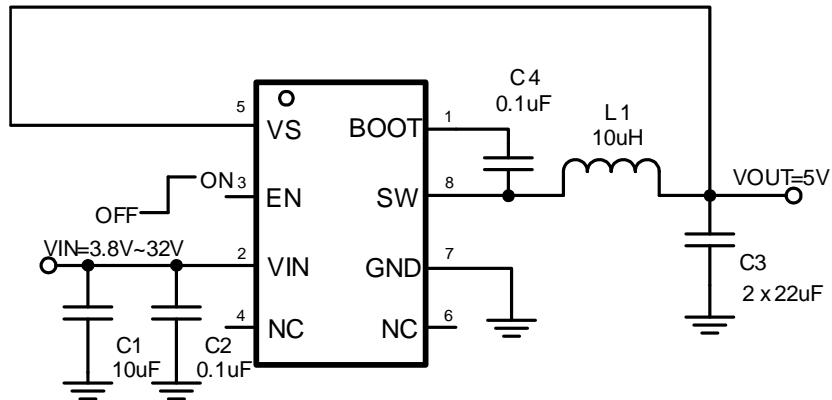 C4
0.1uF
L1
10uH
5
VS
BOOT
1
ON
3
EN
SW
8
VOUT=5V
OFF
VIN=3.8V~32V
2
VIN
GND
7
C3
2 x 22uF
4
NC
NC
6
C1
10uF
C2
0.1uF